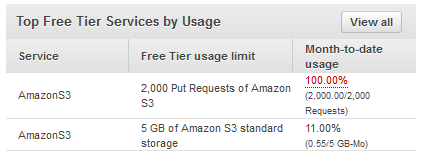 Top Free Tier Services by Usage
View all
Service
Free Tier usage limit
Month-to-date
usage
AmazonS3
2,000 Put Requests of Amazon
S3
100.00%
(2,000.00/2,000
Requests)
AmazonS3
5 GB of Amazon S3 standard
storage
11.00%
(0.55/5 GB-Mo)